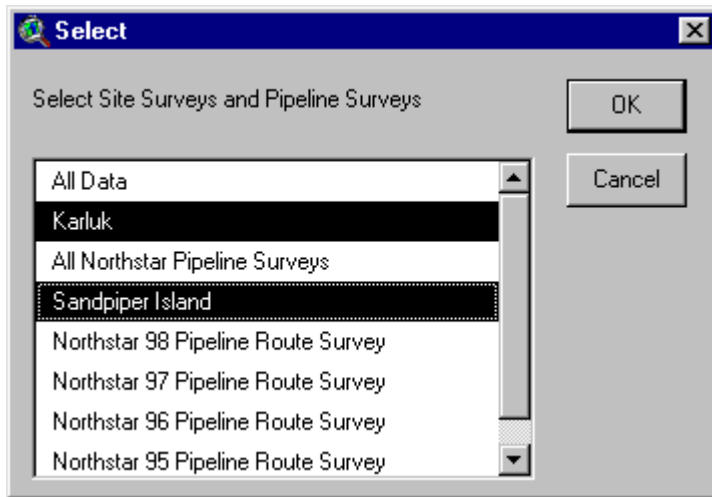 Select
Select Site Surveys and Pipeline Surveys
OK
Cancel
All Data
Karluk
All Northstar Pipeline Surveys
Sandpiper Island
Northstar 98 Pipeline Route Survey
Northstar 97 Pipeline Route Survey
Northstar 96 Pipeline Route Survey
Northstar 95 Pipeline Route Survey